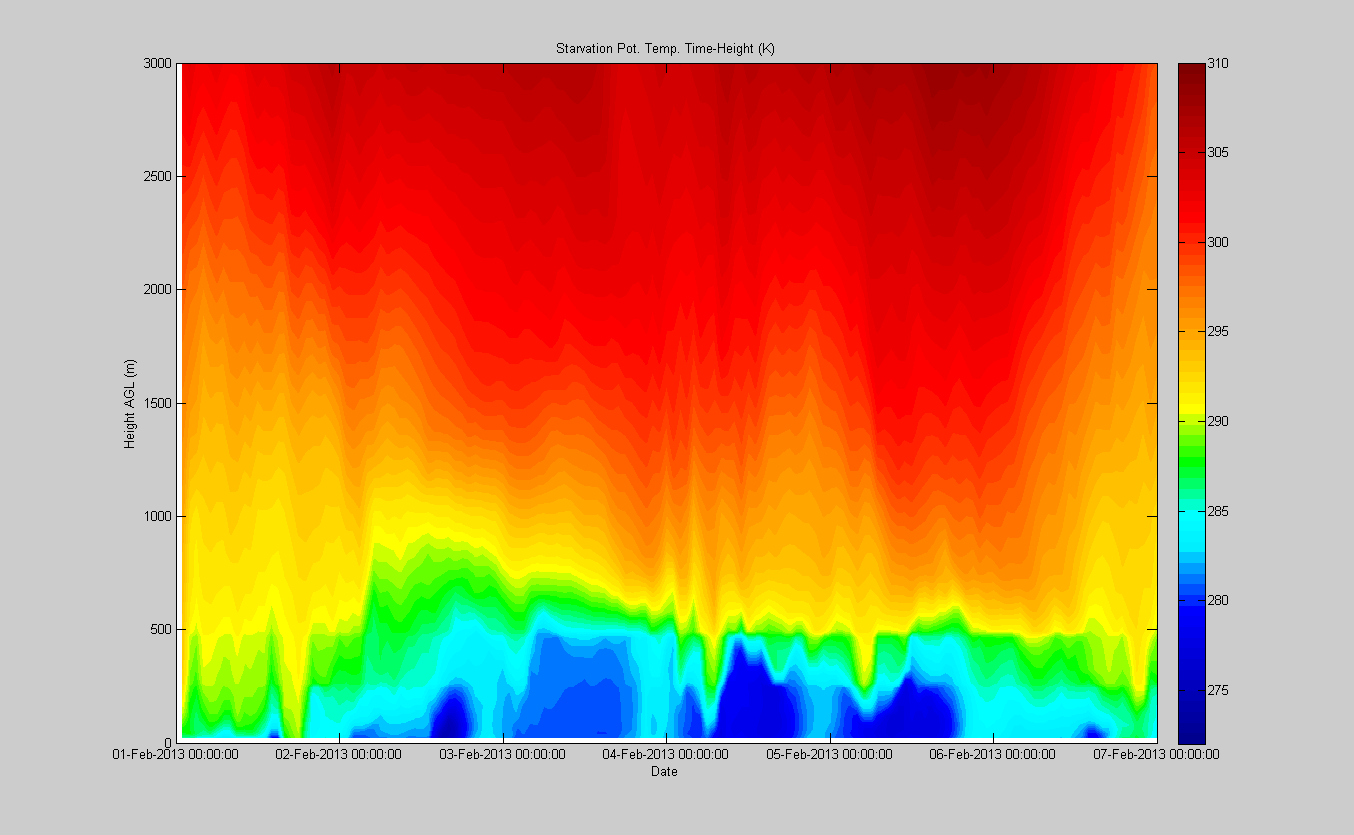 Starvation Pot. Temp. Time-Height (K)
3000
2500
2000
1500
1000
500
0
Height AGL (m)
01-Feb-2013 00:00:00
02-Feb-2013 00:00:00
03-Feb-2013 00:00:00
04-Feb-2013 00:00:00
05-Feb-2013 00:00:00
06-Feb-2013 00:00:00
07-Feb-2013 00:00:00
Date
310
305
300
295
290
285
280
275